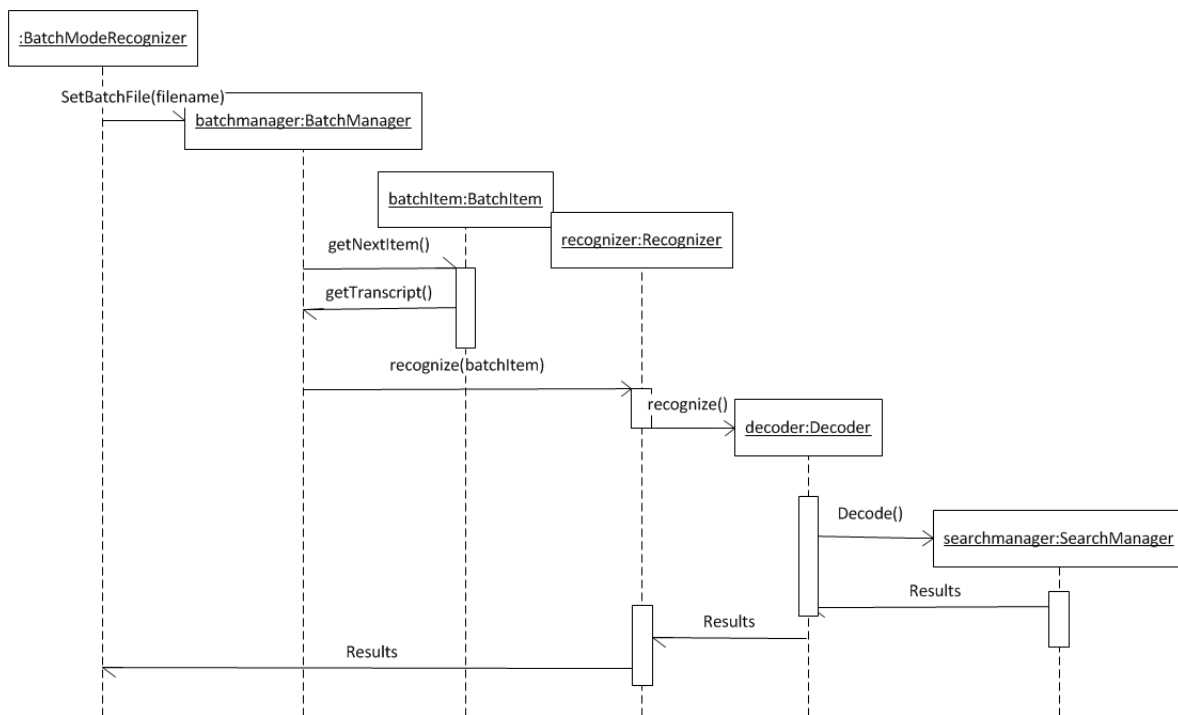 :BatchModeRecognizer
SetBatchFile(filename)
batchmanager:BatchManager
batchItem:BatchItem
recognizer:Recognizer
getNextItem()
getTranscript()
recognize(batchItem)
recognize()
decoder:Decoder
Decode()
searchmanager:SearchManager
Results
Results
Results